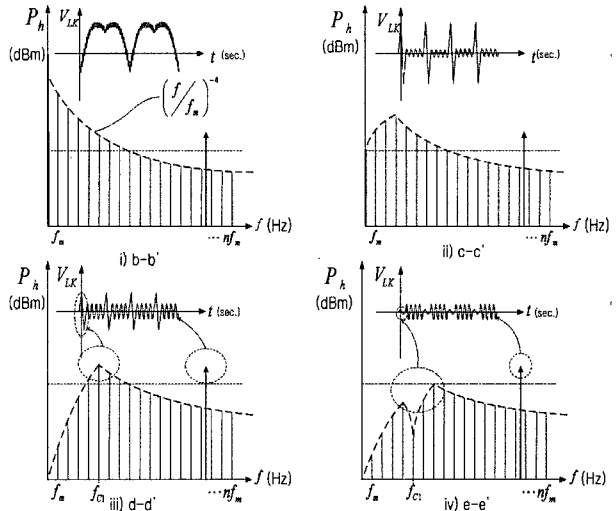 P_h V_LK
(dBm)
t (sec.)
(f/f_m)^-4
f (Hz)
f_m
···nf_m
i) b-b'
P_h V_LK
(dBm)
t (sec.)
f (Hz)
f_m
···nf_m
ii) c-c'
P_h V_LK
(dBm)
t (sec.)
f (Hz)
f_m
f_C1
···nf_m
iii) d-d'
P_h V_LK
(dBm)
t (sec.)
f (Hz)
f_m
f_C1
···nf_m
iv) e-e'